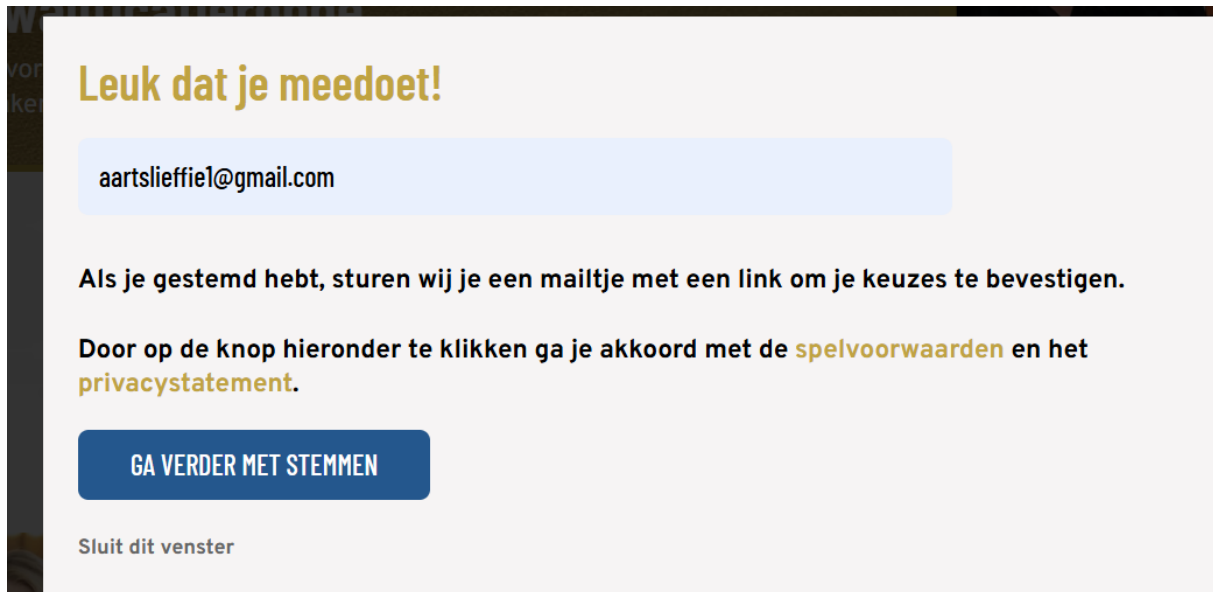 Leuk dat je meedoet!
aartslieffie1@gmail.com
Als je gestemd hebt, sturen wij je een mailtje met een link om je keuzes te bevestigen.
Door op de knop hieronder te klikken ga je akkoord met de spelvoorwaarden en het
privacystatement.
GA VERDER MET STEMMEN
Sluit dit venster